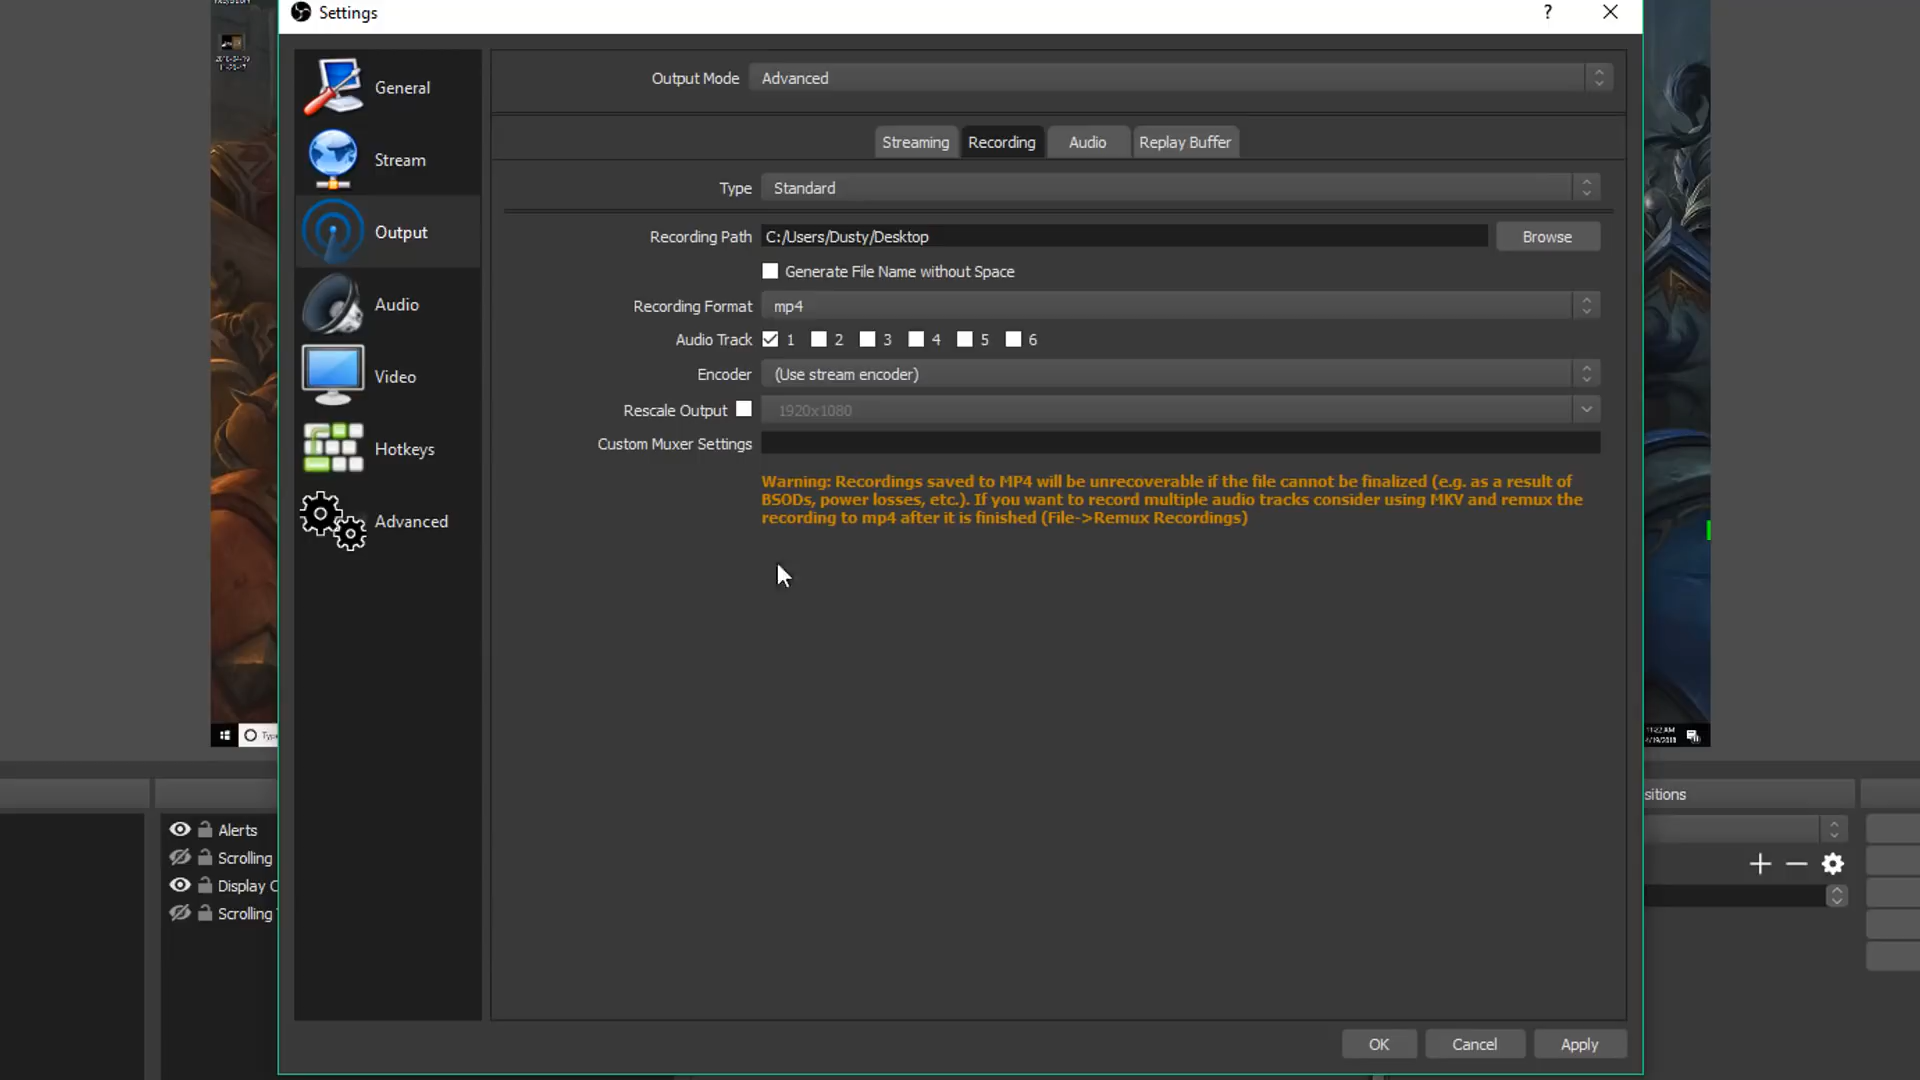 Settings
?
General
Stream
Output
Audio
Video
Hotkeys
Advanced
Output Mode Advanced
Streaming Recording Audio Replay Buffer
Type Standard
Recording Path C:/Users/Dusty/Desktop Browse
Generate File Name without Space
Recording Format mp4
Audio Track 1 2 3 4 5 6
Encoder (Use stream encoder)
Rescale Output 1920x1080
Custom Muxer Settings
Warning: Recordings saved to MP4 will be unrecoverable if the file cannot be finalized (e.g. as a result of
BSODs, power losses, etc.). If you want to record multiple audio tracks consider using MKV and remux the
recording to mp4 after it is finished (File->Remux Recordings)
OK Cancel Apply
Typ
11:22 AM
sitions
Alerts
Scrolling
Display C
Scrolling